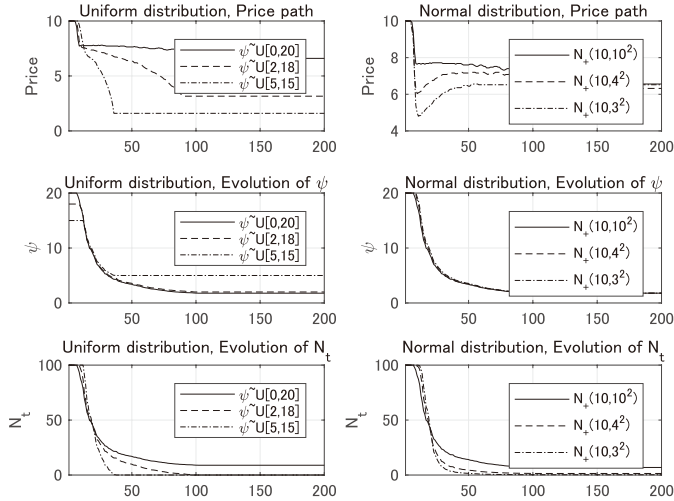 Uniform distribution, Price path
Price
10
5
0
50
100
150
200
ψ~U[0,20]
ψ~U[2,18]
ψ~U[5,15]
Normal distribution, Price path
Price
10
8
6
4
50
100
150
200
N+(10,10²)
N+(10,4²)
N+(10,3²)
Uniform distribution, Evolution of ψ
ψ
20
10
0
50
100
150
200
ψ~U[0,20]
ψ~U[2,18]
ψ~U[5,15]
Normal distribution, Evolution of ψ
ψ
20
10
0
50
100
150
200
N+(10,10²)
N+(10,4²)
N+(10,3²)
Uniform distribution, Evolution of Nt
Nt
100
50
0
50
100
150
200
ψ~U[0,20]
ψ~U[2,18]
ψ~U[5,15]
Normal distribution, Evolution of Nt
Nt
100
50
0
50
100
150
200
N+(10,10²)
N+(10,4²)
N+(10,3²)